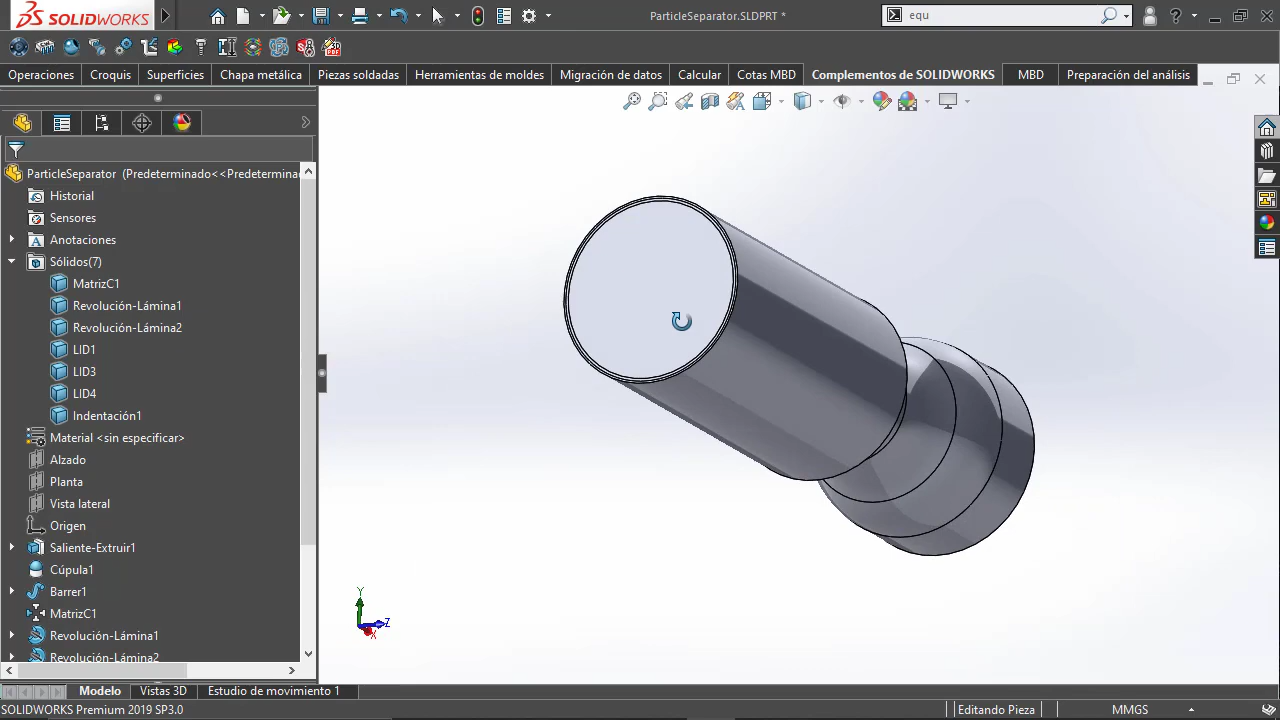 SOLIDWORKS
ParticleSeparator.SLDPRT *
equ
Operaciones
Croquis
Superficies
Chapa metálica
Piezas soldadas
Herramientas de moldes
Migración de datos
Calcular
Cotas MBD
Complementos de SOLIDWORKS
MBD
Preparación del análisis
ParticleSeparator (Predeterminado<<Predetermina
Historial
Sensores
Anotaciones
Sólidos(7)
MatrizC1
Revolución-Lámina1
Revolución-Lámina2
LID1
LID3
LID4
Indentación1
Material <sin especificar>
Alzado
Planta
Vista lateral
Origen
Saliente-Extruir1
Cúpula1
Barrer1
MatrizC1
Revolución-Lámina1
Revolución-Lámina2
Y
Z
X
Modelo
Vistas 3D
Estudio de movimiento 1
SOLIDWORKS Premium 2019 SP3.0
Editando Pieza
MMGS